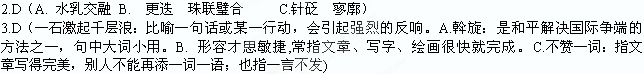 2.D（A. 水乳交融 B. 更迭 珠联璧合 C.针砭 寥廓）
3.D（一石激起千层浪：比喻一句话或某一行动，会引起强烈的反响。A.斡旋：是和平解决国际争端的
方法之一，句中大词小用。B. 形容才思敏捷,常指文章、写字、绘画很快就完成。C.不赞一词：指文
章写得完美，别人不能再添一词一语；也指一言不发)